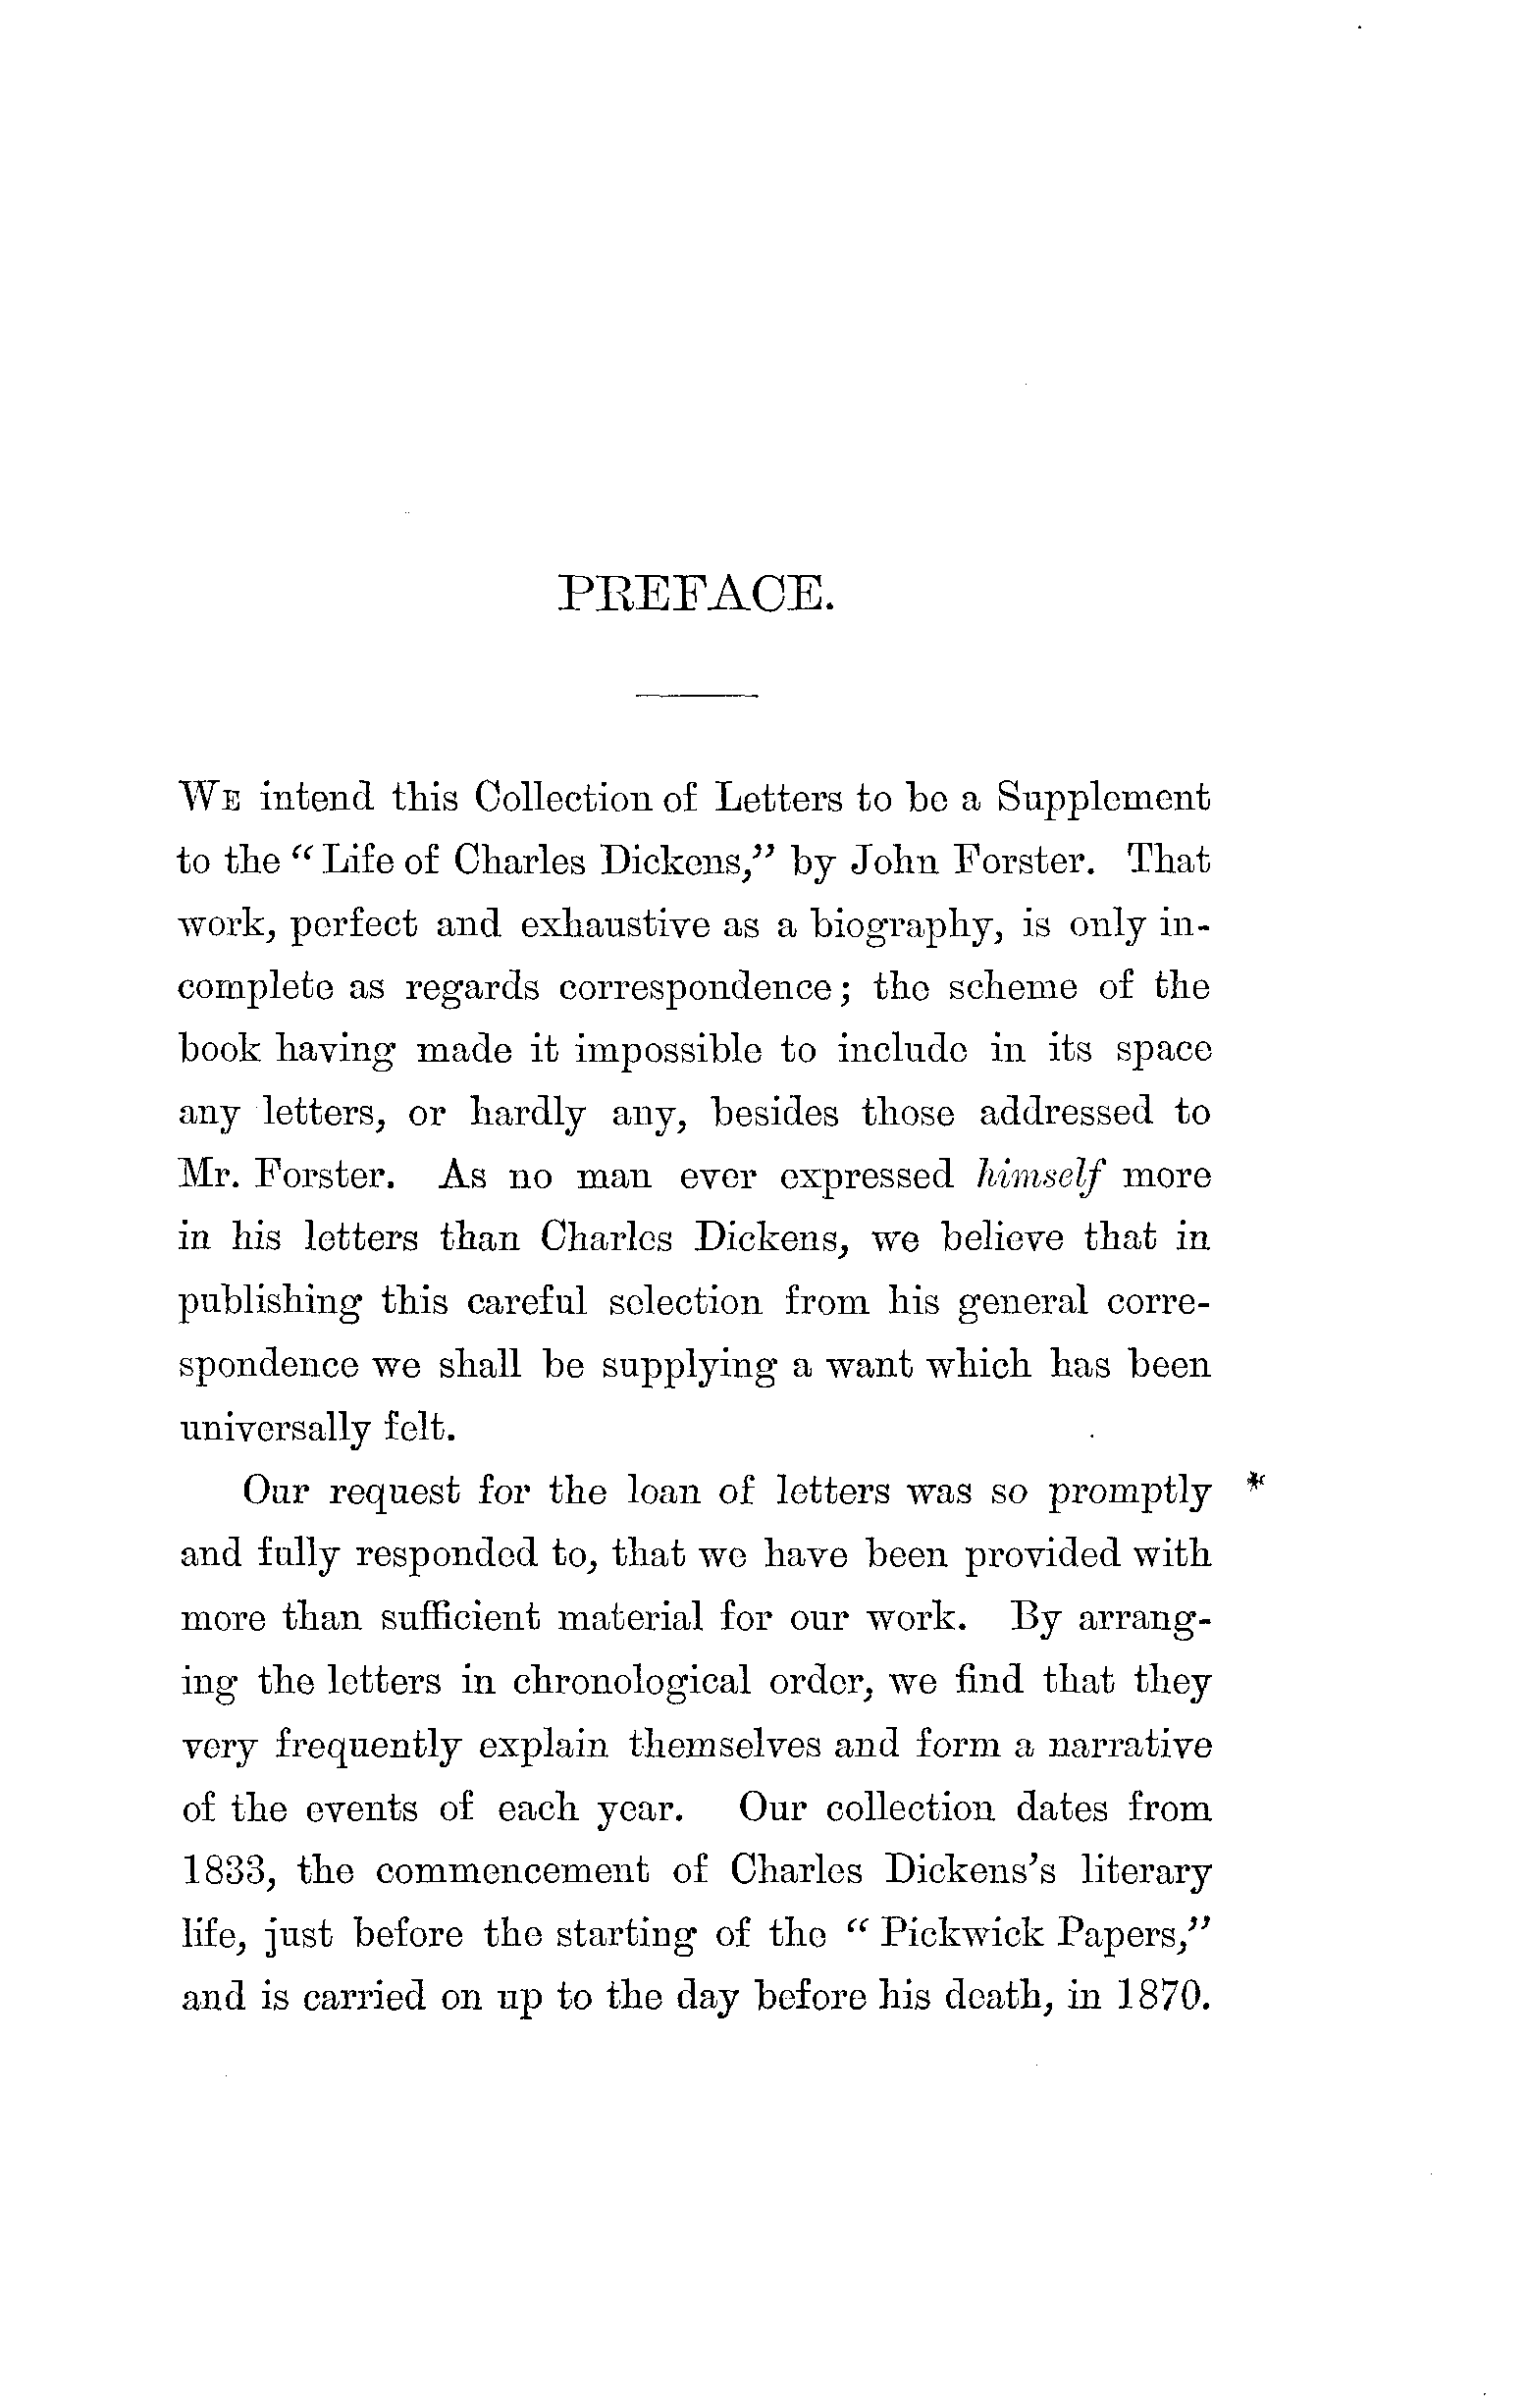 PREFACE.
WE intend this Collection of Letters to be a Supplement
to the “Life of Charles Dickens,” by John Forster. That
work, perfect and exhaustive as a biography, is only in-
complete as regards correspondence; the scheme of the
book having made it impossible to include in its space
any letters, or hardly any, besides those addressed to
Mr. Forster. As no man ever expressed himself more
in his letters than Charles Dickens, we believe that in
publishing this careful selection from his general corre-
spondence we shall be supplying a want which has been
universally felt.
Our request for the loan of letters was so promptly *
and fully responded to, that we have been provided with
more than sufficient material for our work. By arrang-
ing the letters in chronological order, we find that they
very frequently explain themselves and form a narrative
of the events of each year. Our collection dates from
1833, the commencement of Charles Dickens’s literary
life, just before the starting of the “Pickwick Papers,”
and is carried on up to the day before his death, in 1870.